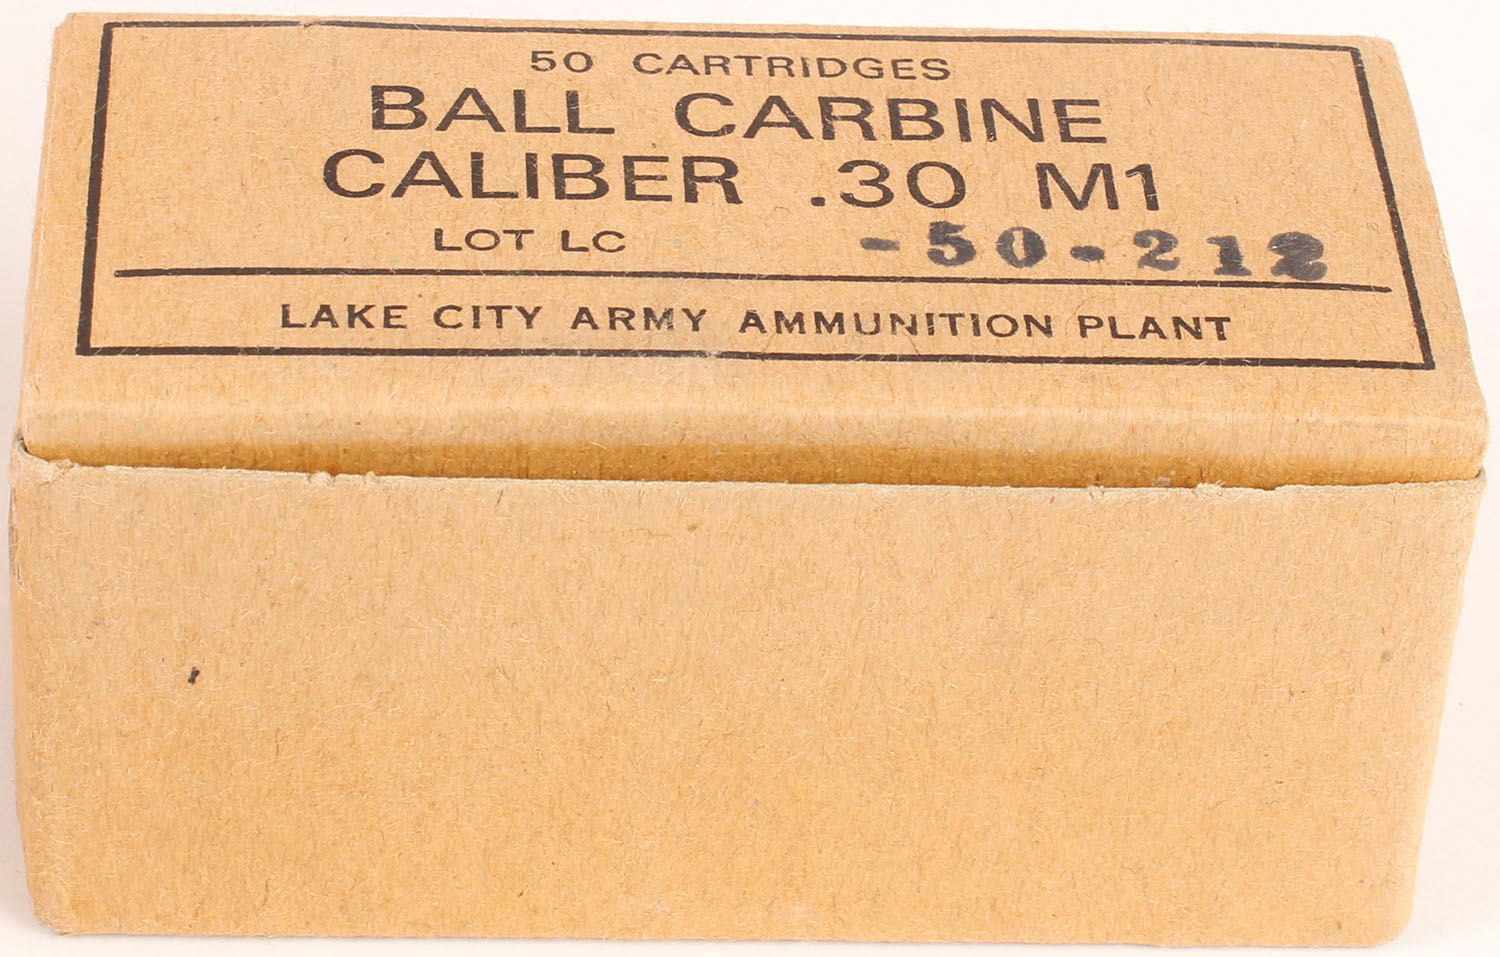 50 CARTRIDGES
BALL CARBINE
CALIBER .30 M1
LOT LC -50-212
LAKE CITY ARMY AMMUNITION PLANT